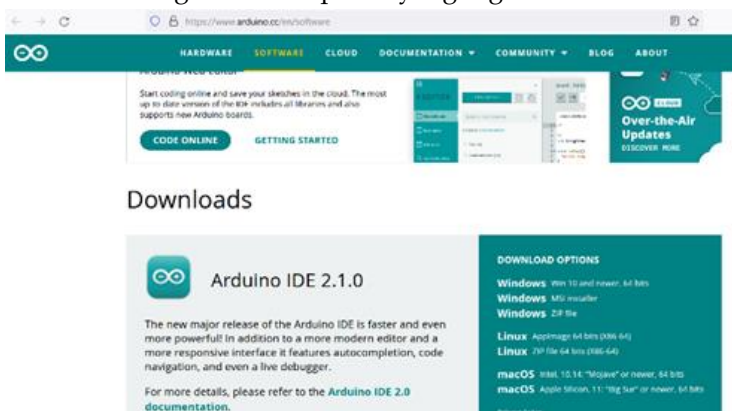 https://www.arduino.cc/en/software
HARDWARE SOFTWARE CLOUD DOCUMENTATION COMMUNITY BLOG ABOUT
Arduino Web Editor
Start coding online and save your sketches in the cloud. The most
up to date version of the IDE includes all libraries and also
supports new Arduino boards.
CODE ONLINE GETTING STARTED
CLOUD
Over-the-Air
Updates
DISCOVER MORE
Downloads
Arduino IDE 2.1.0
The new major release of the Arduino IDE is faster and even
more powerful! In addition to a more modern editor and a
more responsive interface it features autocompletion, code
navigation, and even a live debugger.
For more details, please refer to the Arduino IDE 2.0
documentation.
DOWNLOAD OPTIONS
Windows Win 10 and newer, 64 bits
Windows MSI installer
Windows ZIP file
Linux AppImage 64 bits (X86-64)
Linux ZIP file 64 bits (X86-64)
macOS Intel, 10.14: "Mojave" or newer, 64 bits
macOS Apple Silicon, 11: "Big Sur" or newer, 64 bits